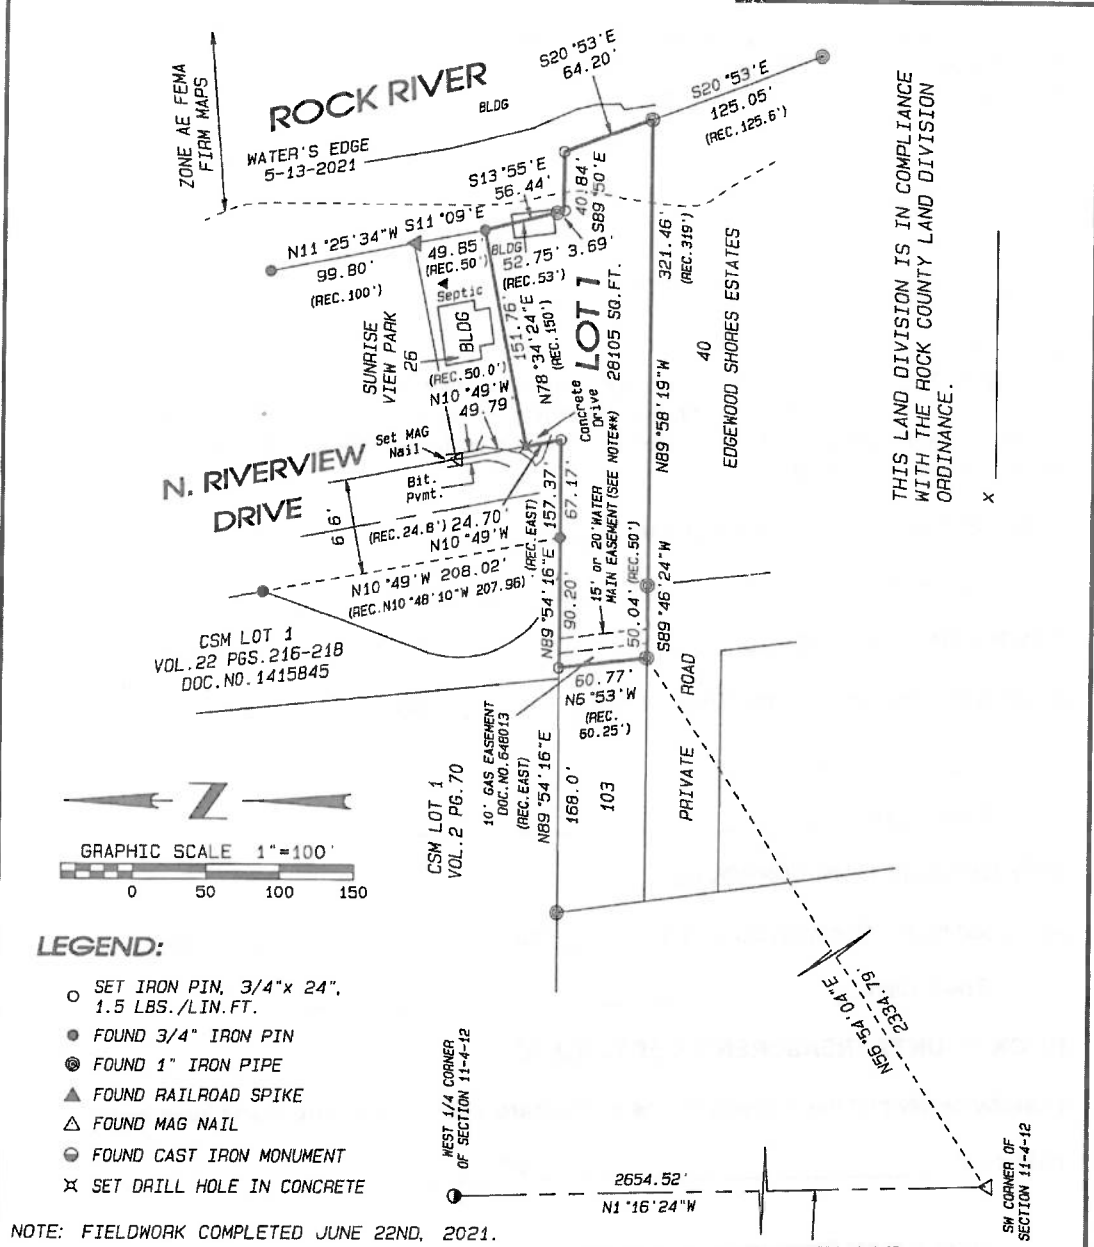 ZONE AE FEMA
FIRM MAPS
ROCK RIVER
BLDG
WATER'S EDGE
5-13-2021
S20°53'E
64.20'
S20°53'E
125.05'
(REC.125.6')
S13°55'E
56.44'
40.84'
S89°50'E
N11°25'34"W
99.80'
(REC.100')
S11°09'E
49.85'
(REC.50')
BLDG
52.75'
(REC.53')
3.69'
321.46'
(REC.319')
Septic
BLDG
SUNRISE
VIEW PARK
26
151.76'
N78°34'24"E
(REC.150')
LOT 1
28105 SQ.FT.
40
EDGEWOOD SHORES ESTATES
N89°58'19"W
THIS LAND DIVISION IS IN COMPLIANCE
WITH THE ROCK COUNTY LAND DIVISION
ORDINANCE.
X
(REC.50.0')
N10°49'W
49.79'
Concrete
Drive
Set MAG
Nail
Bit.
Pvmt.
N. RIVERVIEW
DRIVE
66'
(REC.24.8') 24.70'
N10°49'W
N10°49'W 208.02'
(REC.N10°48'10"W 207.96)'
(REC.EAST)
N89°54'16"E 157.37'
67.17'
90.20'
15' or 20' WATER
MAIN EASEMENT (SEE NOTE**)
50.04' (REC.50')
S89°46'24"W
CSM LOT 1
VOL.22 PGS.216-218
DOC.NO.1415845
60.77'
N6°53'W
(REC.
60.25')
10' GAS EASEMENT
DOC.NO.648013
(REC.EAST)
N89°54'16"E
168.0'
103
PRIVATE ROAD
CSM LOT 1
VOL.2 PG.70
N
GRAPHIC SCALE 1"=100'
0 50 100 150
LEGEND:
SET IRON PIN, 3/4"x 24",
1.5 LBS./LIN.FT.
FOUND 3/4" IRON PIN
FOUND 1" IRON PIPE
FOUND RAILROAD SPIKE
FOUND MAG NAIL
FOUND CAST IRON MONUMENT
SET DRILL HOLE IN CONCRETE
N56°54'04"E
2334.79'
WEST 1/4 CORNER
OF SECTION 11-4-12
2654.52'
N1°16'24"W
SW CORNER OF
SECTION 11-4-12
NOTE: FIELDWORK COMPLETED JUNE 22ND, 2021.